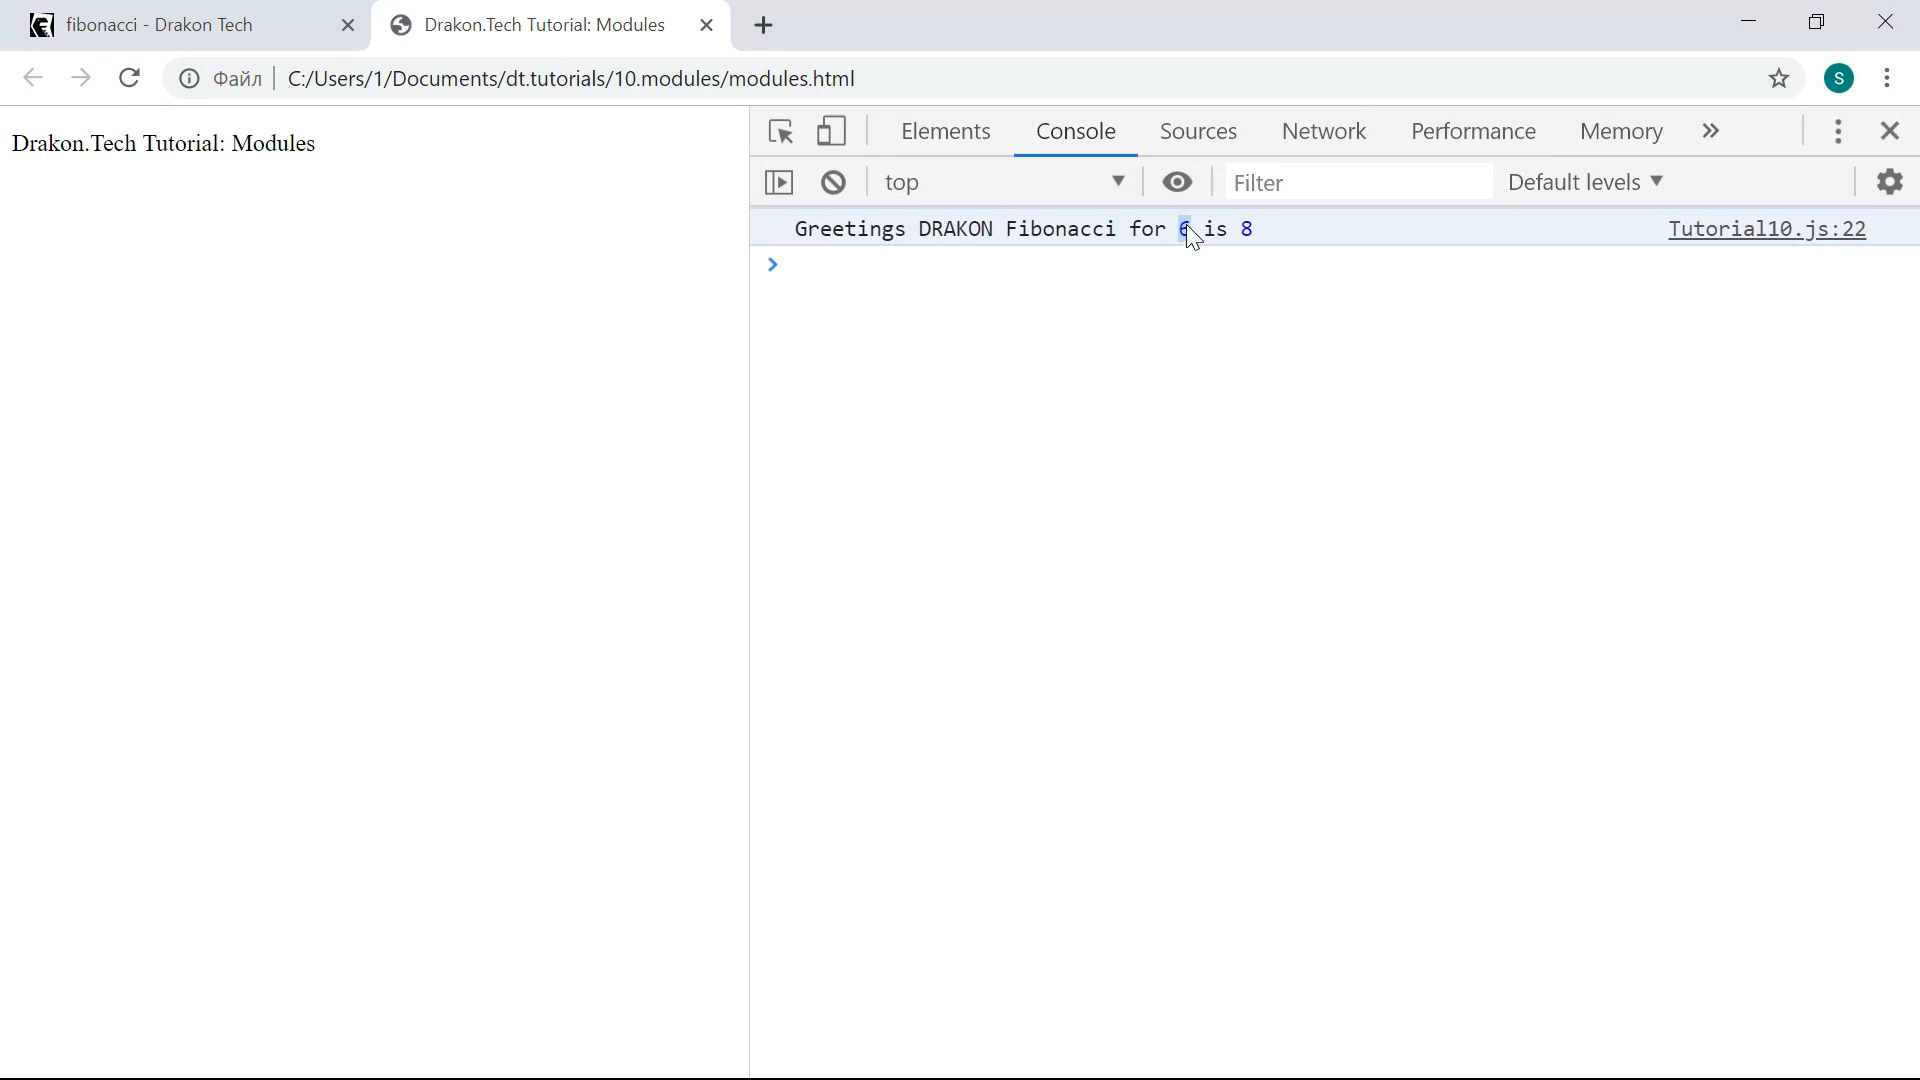 fibonacci - Drakon Tech
Drakon.Tech Tutorial: Modules
Файл
C:/Users/1/Documents/dt.tutorials/10.modules/modules.html
S
Drakon.Tech Tutorial: Modules
Elements Console Sources Network Performance Memory
top
Filter
Default levels
Greetings DRAKON Fibonacci for 6 is 8
Tutorial10.js:22